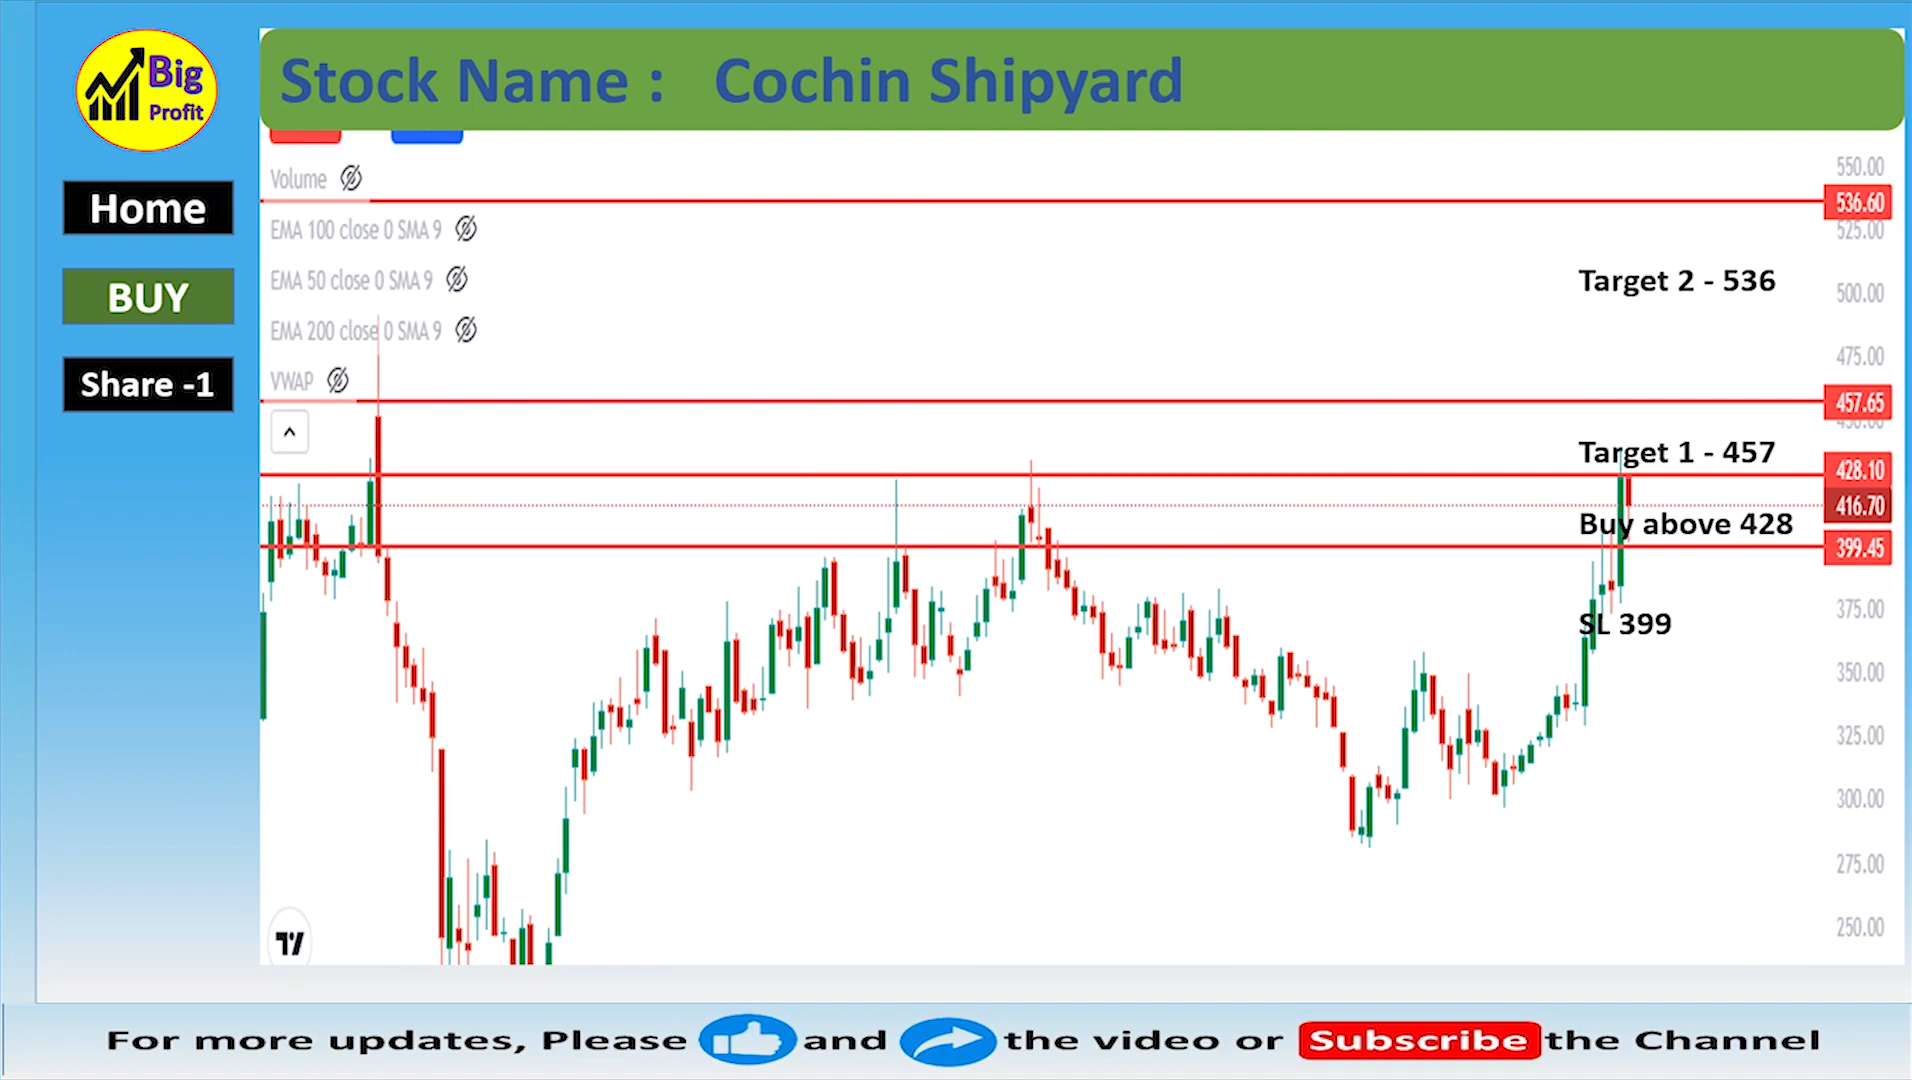 Big
Profit
Stock Name : Cochin Shipyard
Home
BUY
Share -1
Volume
EMA 100 close 0 SMA 9
EMA 50 close 0 SMA 9
EMA 200 close 0 SMA 9
VWAP
550.00
536.60
525.00
Target 2 - 536
500.00
475.00
457.65
450.00
Target 1 - 457
428.10
416.70
Buy above 428
399.45
375.00
SL 399
350.00
325.00
300.00
275.00
250.00
For more updates, Please and the video or Subscribe the Channel